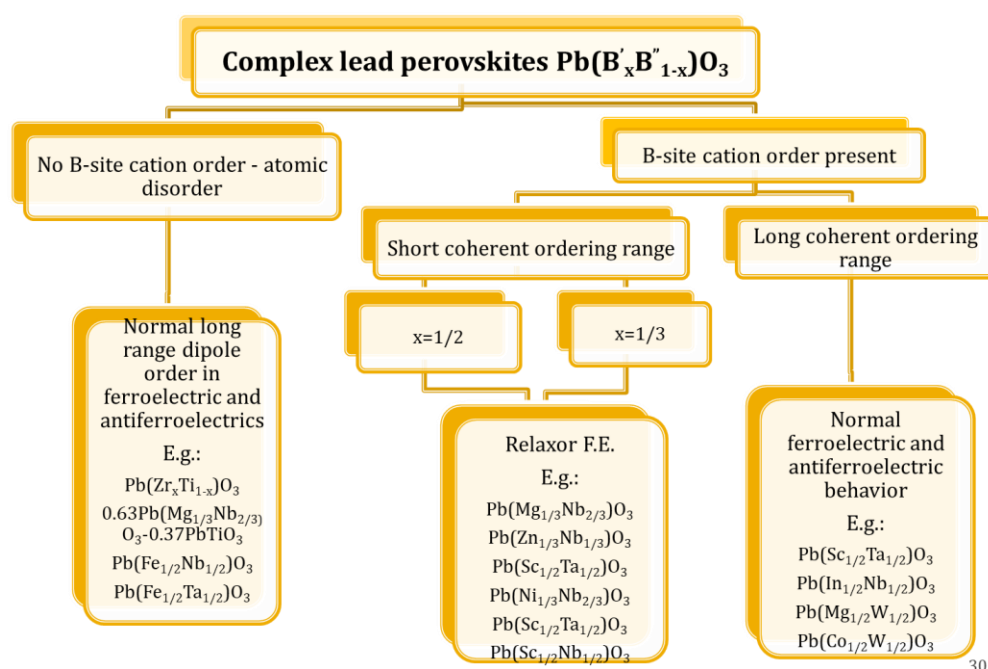 Complex lead perovskites Pb(B'ₓB"₁₋ₓ)O₃
No B-site cation order - atomic
disorder
B-site cation order present
Short coherent ordering range
Long coherent ordering
range
x=1/2
x=1/3
Normal long
range dipole
order in
ferroelectric and
antiferroelectrics
E.g.:
Pb(ZrₓTi₁₋ₓ)O₃
0.63Pb(Mg₁/₃Nb₂/₃)
O₃-0.37PbTiO₃
Pb(Fe₁/₂Nb₁/₂)O₃
Pb(Fe₁/₂Ta₁/₂)O₃
Relaxor F.E.
E.g.:
Pb(Mg₁/₃Nb₂/₃)O₃
Pb(Zn₁/₃Nb₁/₃)O₃
Pb(Sc₁/₂Ta₁/₂)O₃
Pb(Ni₁/₃Nb₂/₃)O₃
Pb(Sc₁/₂Ta₁/₂)O₃
Pb(Sc₁/₂Nb₁/₂)O₃
Normal
ferroelectric and
antiferroelectric
behavior
E.g.:
Pb(Sc₁/₂Ta₁/₂)O₃
Pb(In₁/₂Nb₁/₂)O₃
Pb(Mg₁/₂W₁/₂)O₃
Pb(Co₁/₂W₁/₂)O₃
30